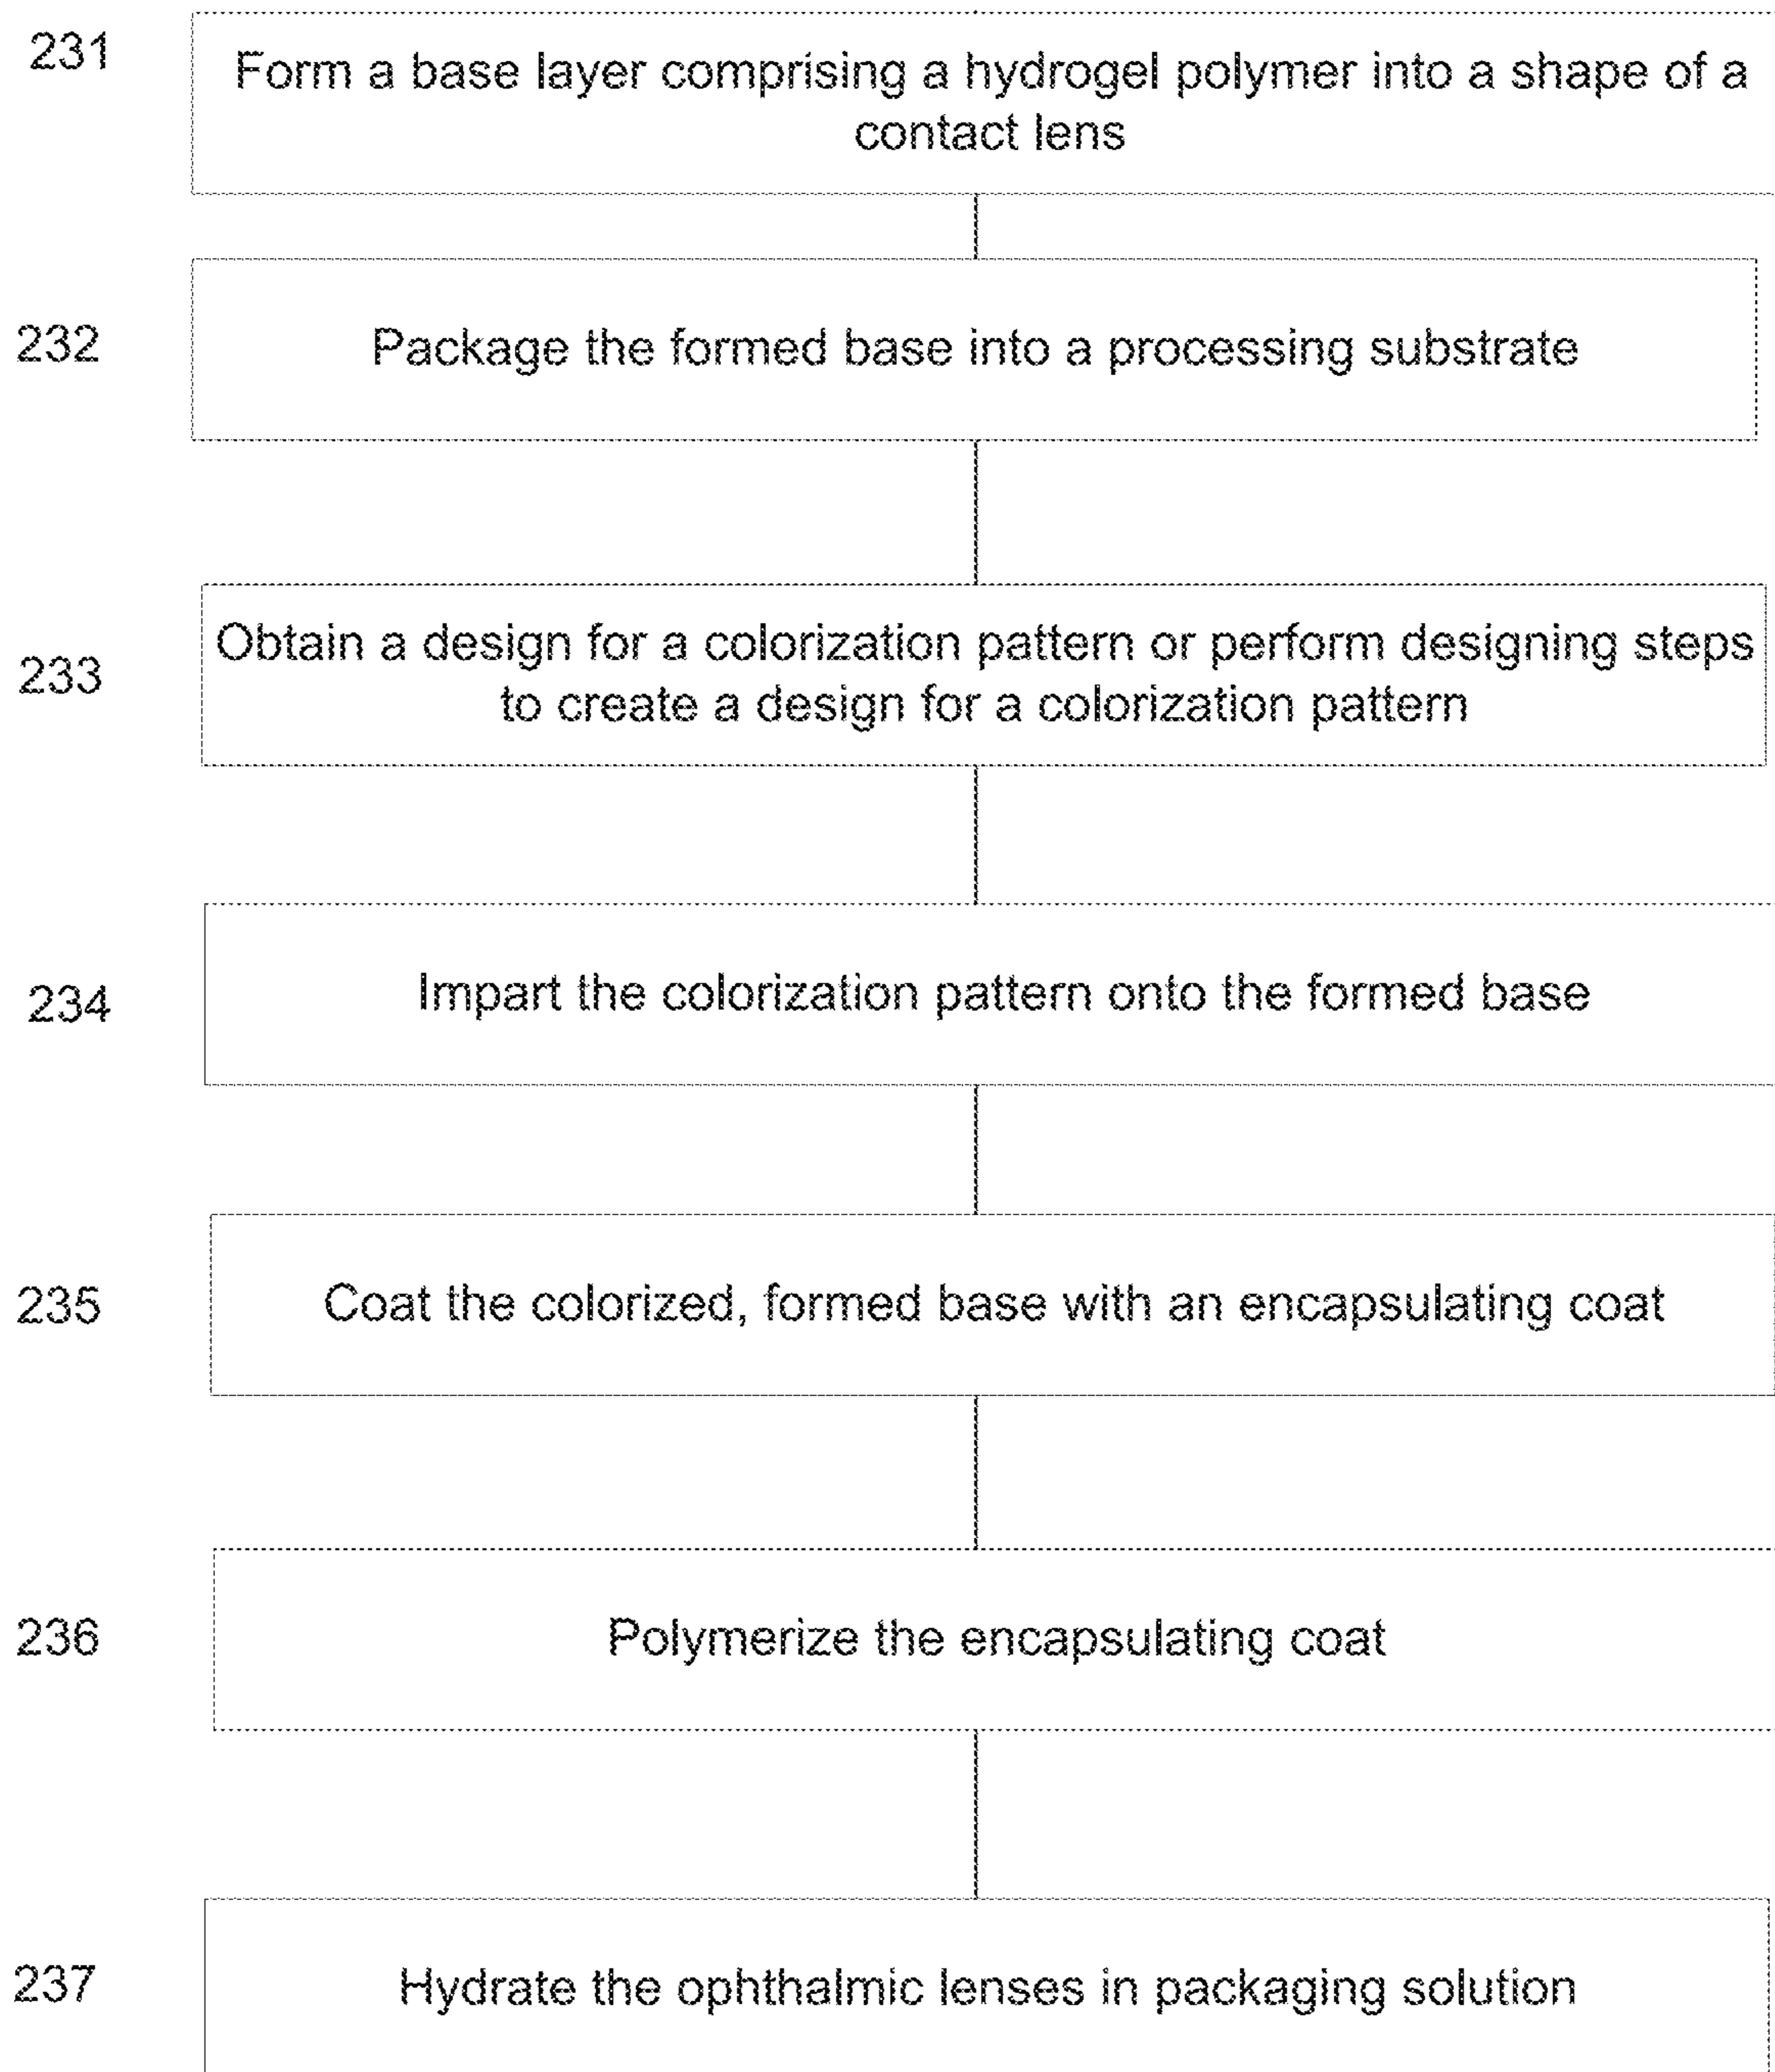 231
Form a base layer comprising a hydrogel polymer into a shape of a
contact lens
232
Package the formed base into a processing substrate
233
Obtain a design for a colorization pattern or perform designing steps
to create a design for a colorization pattern
234
Impart the colorization pattern onto the formed base
235
Coat the colorized, formed base with an encapsulating coat
236
Polymerize the encapsulating coat
237
Hydrate the ophthalmic lenses in packaging solution